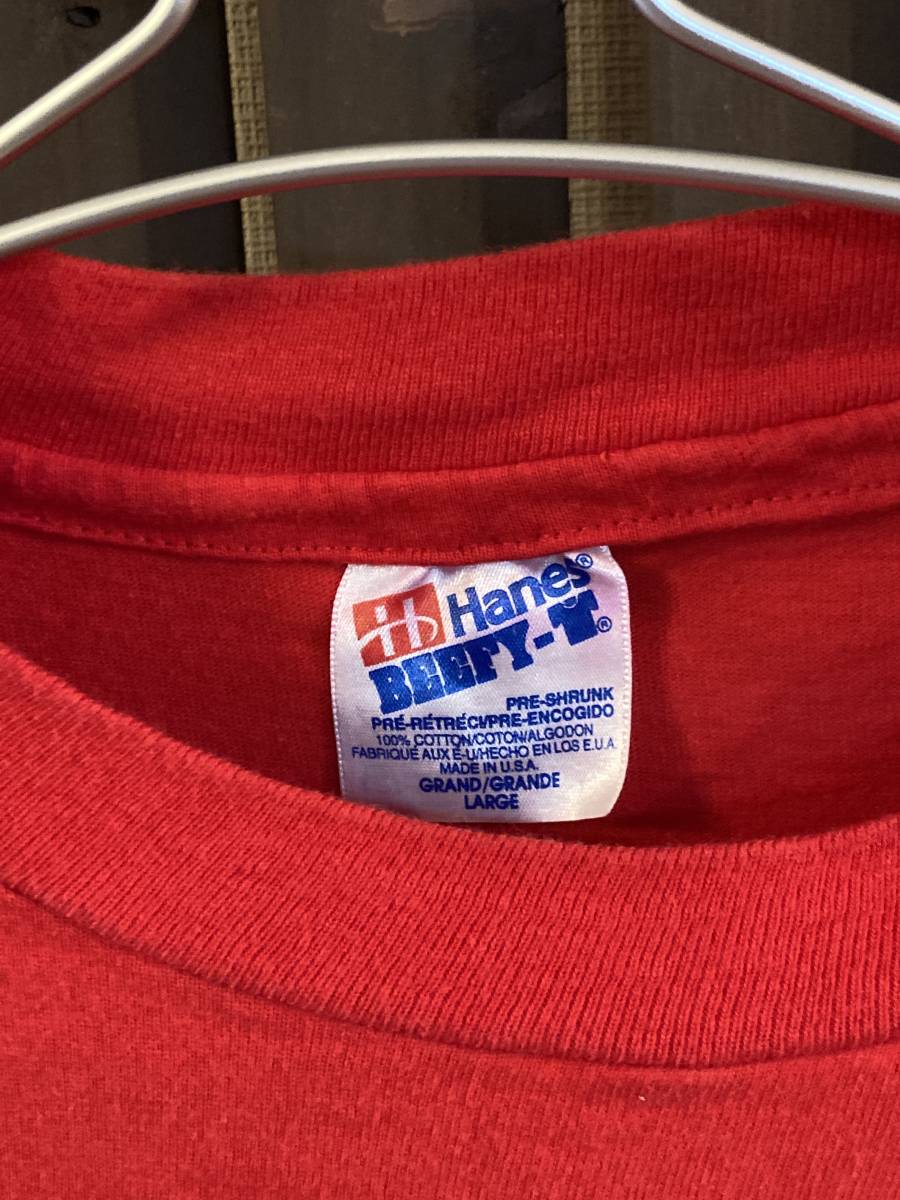 H Hanes®
BEEFY-T®
PRE-SHRUNK
PRÉ-RÉTRÉCI/PRE-ENCOGIDO
100% COTTON/COTON/ALGODON
FABRIQUÉ AUX É-U/HECHO EN LOS E.U.A.
MADE IN U.S.A.
GRAND/GRANDE
LARGE